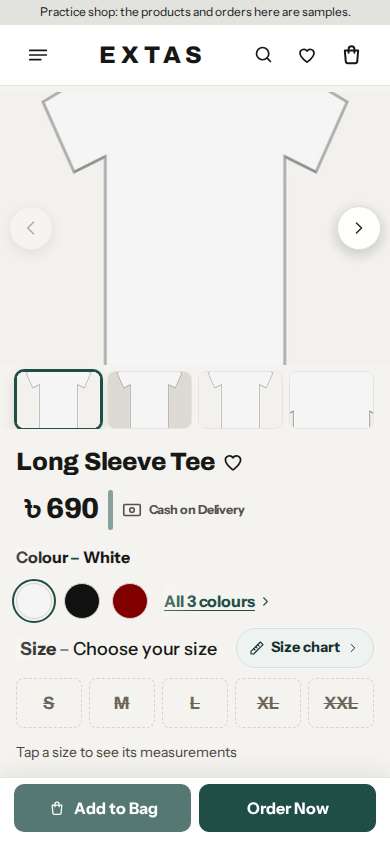 Practice shop: the products and orders here are samples.
EXTAS
Long Sleeve Tee
৳ 690
Cash on Delivery
Colour – White
All 3 colours
Size – Choose your size
Size chart
S M L XL XXL
Tap a size to see its measurements
Add to Bag
Order Now